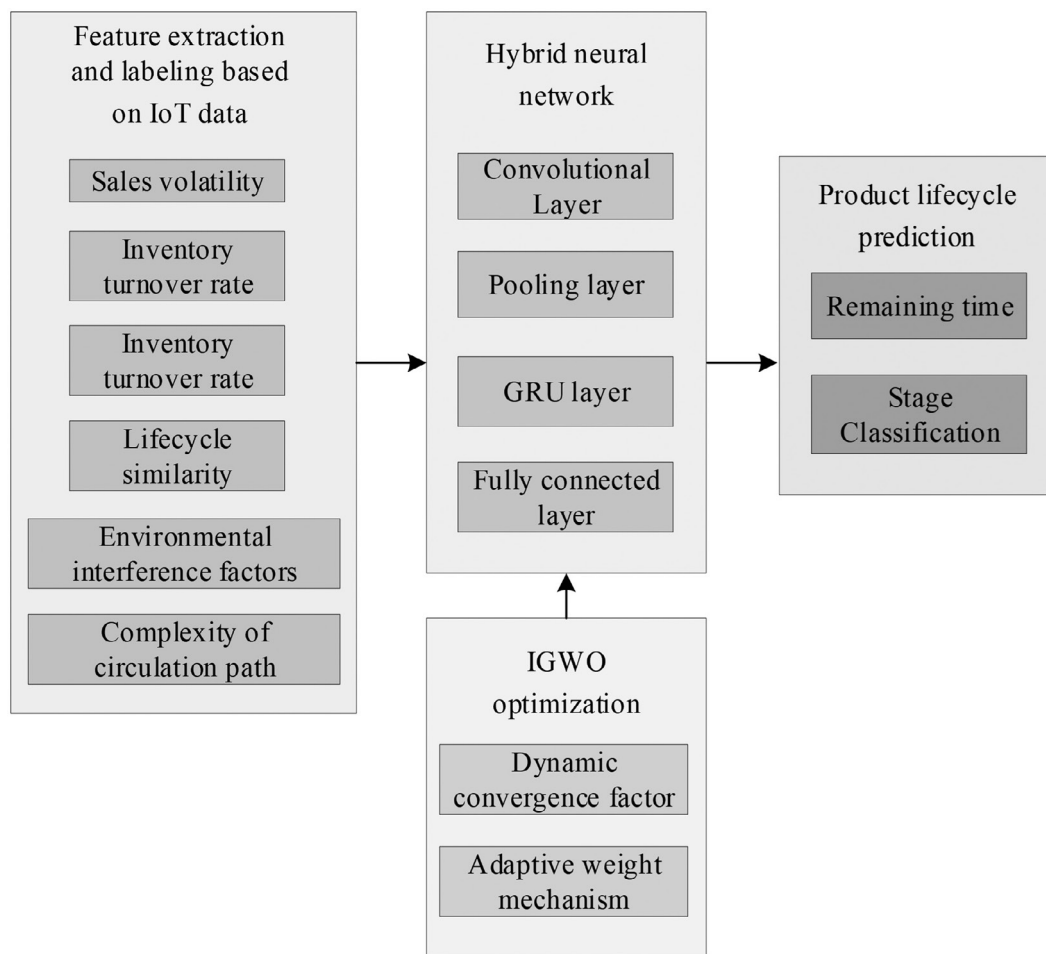 Feature extraction
and labeling based
on IoT data
Sales volatility
Inventory
turnover rate
Inventory
turnover rate
Lifecycle
similarity
Environmental
interference factors
Complexity of
circulation path
Hybrid neural
network
Convolutional
Layer
Pooling layer
GRU layer
Fully connected
layer
IGWO
optimization
Dynamic
convergence factor
Adaptive weight
mechanism
Product lifecycle
prediction
Remaining time
Stage
Classification